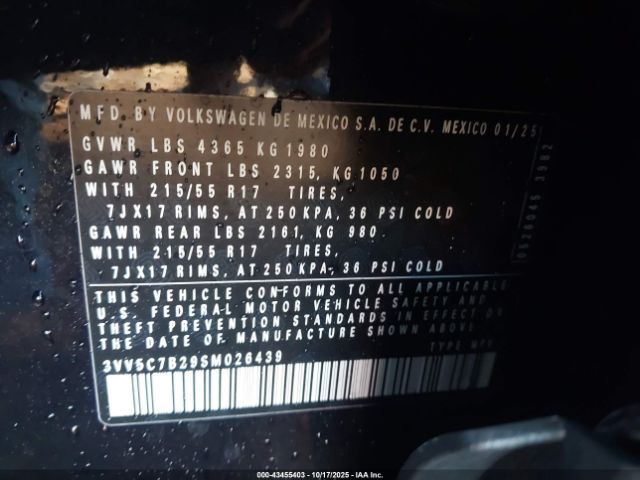 MFD. BY VOLKSWAGEN DE MEXICO S.A. DE C.V. MEXICO 01/25
GVWR LBS 4365 KG 1980
GAWR FRONT LBS 2315, KG 1050
WITH 215/55 R17 TIRES,
7JX17 RIMS, AT 250 KPA, 36 PSI COLD
GAWR REAR LBS 2161, KG 980
WITH 215/55 R17 TIRES,
7JX17 RIMS, AT 250 KPA, 36 PSI COLD
THIS VEHICLE CONFORMS TO ALL APPLICABLE
U.S. FEDERAL MOTOR VEHICLE SAFETY AND
THEFT PREVENTION STANDARDS IN EFFECT ON
THE DATE OF MANUFACTURE SHOWN ABOVE
3VV5C7B29SM026439
TYPE
000-43455403 - 10/17/2025 - IAA Inc.